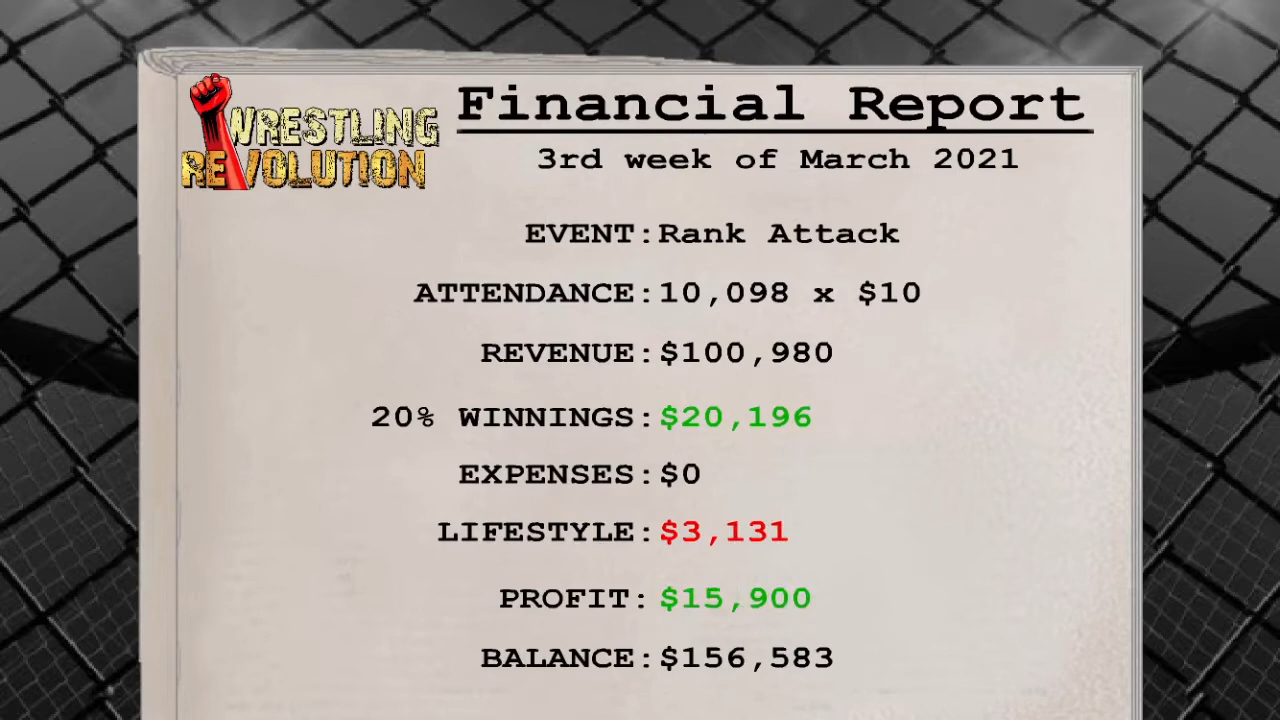 WRESTLING
REVOLUTION
Financial Report
3rd week of March 2021
EVENT: Rank Attack
ATTENDANCE: 10,098 x $10
REVENUE: $100,980
20% WINNINGS: $20,196
EXPENSES: $0
LIFESTYLE: $3,131
PROFIT: $15,900
BALANCE: $156,583